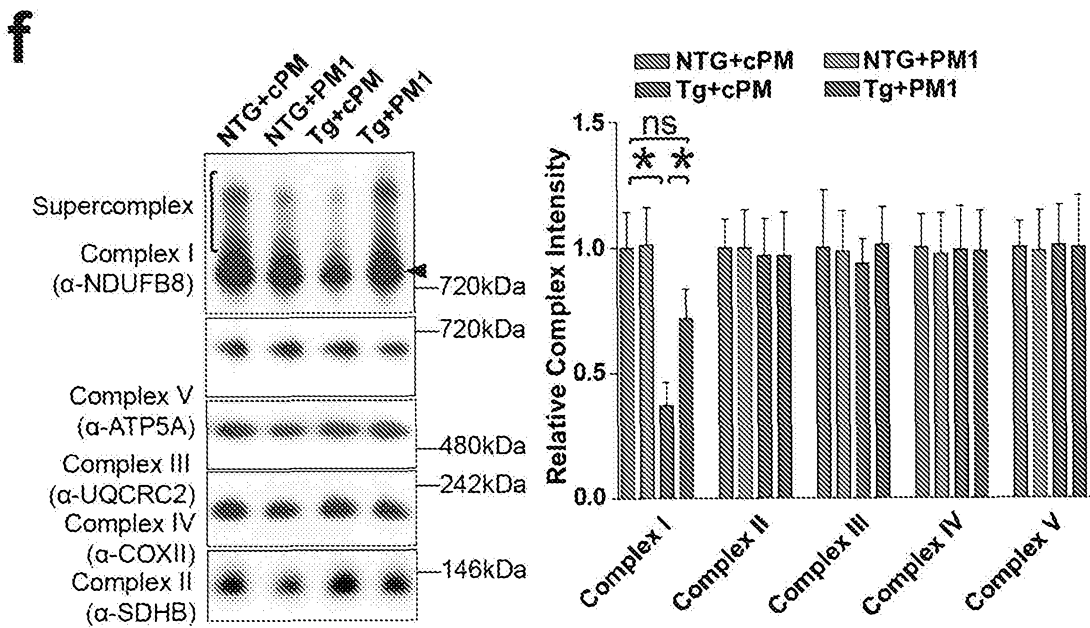 f
NTG+cPM
NTG+PM1
Tg+cPM
Tg+PM1
Supercomplex
Complex I
(α-NDUFB8)
720kDa
720kDa
Complex V
(α-ATP5A)
480kDa
Complex III
(α-UQCRC2)
242kDa
Complex IV
(α-COXII)
Complex II
(α-SDHB)
146kDa
NTG+cPM NTG+PM1
Tg+cPM Tg+PM1
Relative Complex Intensity
1.5
1.0
0.5
0.0
ns
* *
Complex I
Complex II
Complex III
Complex IV
Complex V